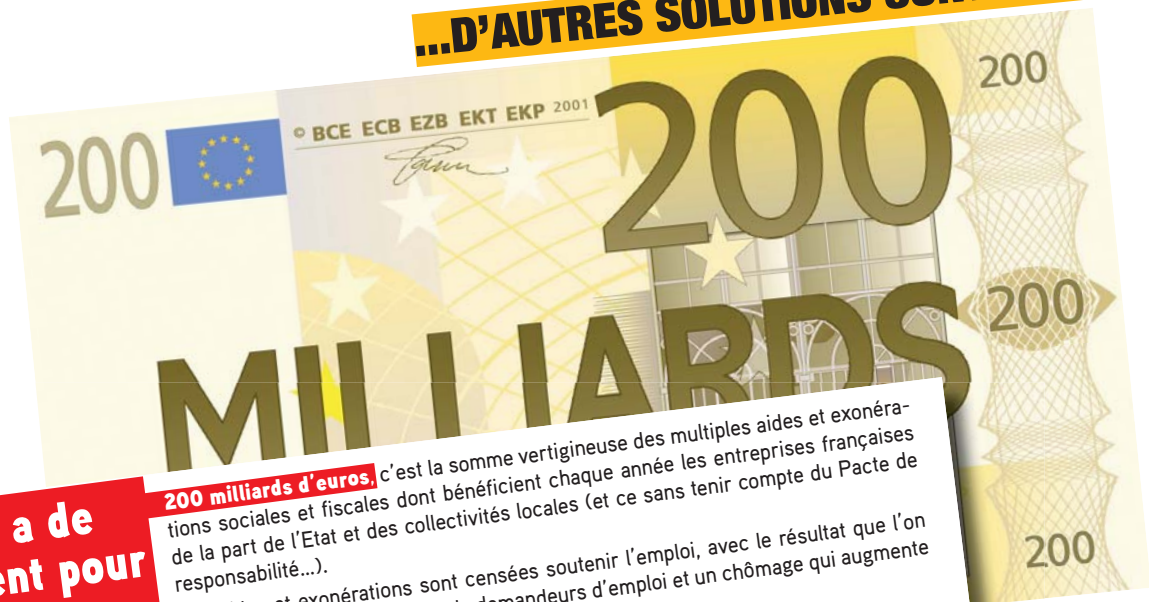 ...D'AUTRES SOLUTIONS
200
© BCE ECB EZB EKT EKP 2001
200
200
MILLIARDS
200
200
a de
pour
200 milliards d'euros, c'est la somme vertigineuse des multiples aides et exonéra-
tions sociales et fiscales dont bénéficient chaque année les entreprises françaises
de la part de l'Etat et des collectivités locales (et ce sans tenir compte du Pacte de
responsabilité...).
et exonérations sont censées soutenir l'emploi, avec le résultat que l'on
demandeurs d'emploi et un chômage qui augmente